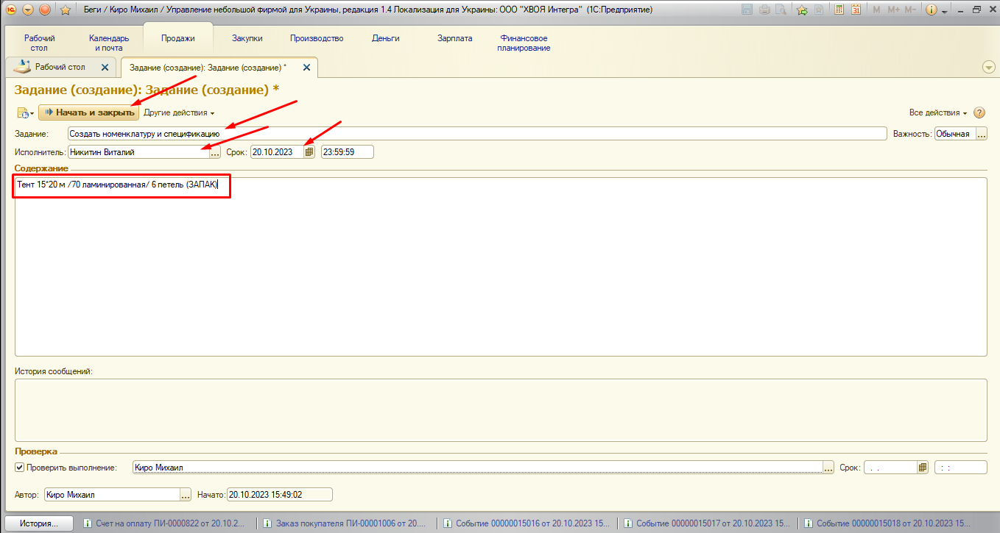 Беги / Киро Михаил / Управление небольшой фирмой для Украины, редакция 1.4 Локализация для Украины: ООО "ХВОЯ Интегра" (1С:Предприятие)
M M+ M-
Рабочий стол
Календарь и почта
Продажи
Закупки
Производство
Деньги
Зарплата
Финансовое планирование
Рабочий стол
Задание (создание): Задание (создание) *
Задание (создание): Задание (создание) *
Начать и закрыть
Другие действия
Все действия
Задание: Создать номенклатуру и спецификацию
Важность: Обычная ...
Исполнитель: Никитин Виталий ... Срок: 20.10.2023 23:59:59
Содержание
Тент 15*20 м /70 ламинированная/ 6 петель (ЗАПАК)
История сообщений:
Проверка
Проверить выполнение: Киро Михаил ... Срок: . . : :
Автор: Киро Михаил ... Начато: 20.10.2023 15:49:02
История...
Счет на оплату ПИ-0000822 от 20.10.2...
Заказ покупателя ПИ-00001006 от 20....
Событие 00000015016 от 20.10.2023 15...
Событие 00000015017 от 20.10.2023 15...
Событие 00000015018 от 20.10.2023 15...